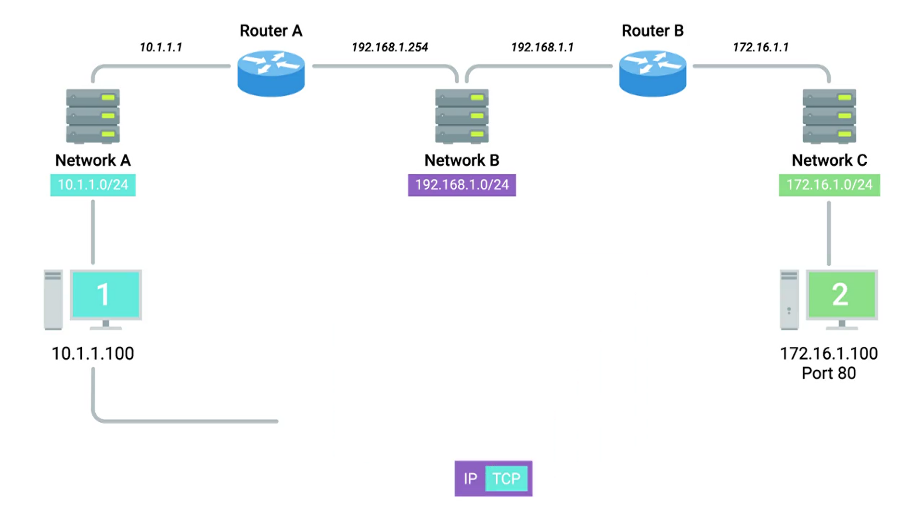 Router A
Router B
10.1.1.1
192.168.1.254
192.168.1.1
172.16.1.1
Network A
10.1.1.0/24
Network B
192.168.1.0/24
Network C
172.16.1.0/24
1
2
10.1.1.100
172.16.1.100
Port 80
IP TCP